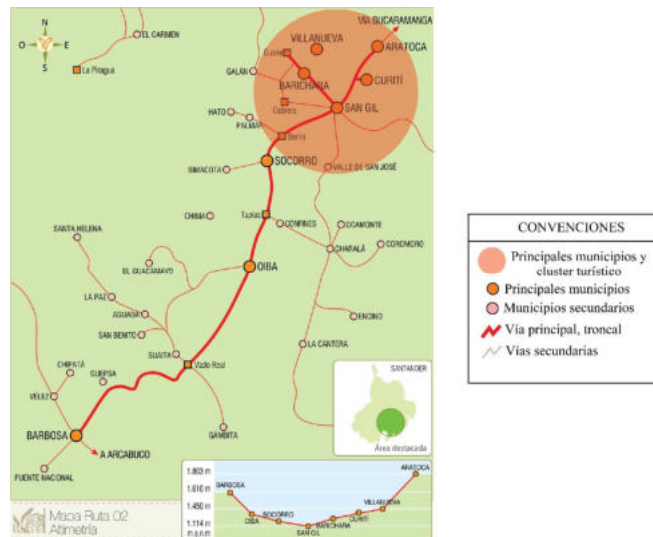 N
O E
S
VÍA BUCARAMANGA
EL CARMEN
VILLANUEVA
ARATOCA
La Piragua
Guane
GALÁN
CURITÍ
BARICHARA
Cabrera
SAN GIL
HATO
PALMAR
Berlín
SOCORRO
SIMACOTA
VALLE DE SAN JOSÉ
CHIMA
Tapias
CONFINES
OCAMONTE
SANTA HELENA
CHARALÁ
COROMORO
EL GUACAMAYO
OIBA
LA PAZ
AGUADA
ENCINO
SAN BENITO
SUAITA
LA CANTERA
Vado Real
CHIPATÁ
GUEPSA
VÉLEZ
GAMBITA
BARBOSA
A ARCABUCO
PUENTE NACIONAL
SANTANDER
Área destacada
Mapa Ruta 02
Altimetría
1.803 m
1.610 m
1.450 m
1.114 m
m.s.n.m
BARBOSA
OIBA
SOCORRO
SAN GIL
BARICHARA
CURITÍ
VILLANUEVA
ARATOCA
CONVENCIONES
Principales municipios y
cluster turístico
Principales municipios
Municipios secundarios
Vía principal, troncal
Vías secundarias